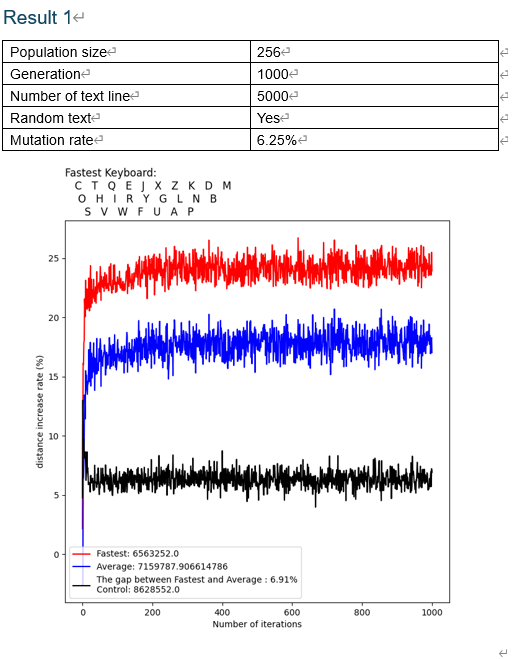 Result 1
Population size 256
Generation 1000
Number of text line 5000
Random text Yes
Mutation rate 6.25%
Fastest Keyboard:
C T Q E J X Z K D M
O H I R Y G L N B
S V W F U A P
distance increase rate (%)
25
20
15
10
5
0
Fastest: 6563252.0
Average: 7159787.906614786
The gap between Fastest and Average : 6.91%
Control: 8628552.0
0 200 400 600 800 1000
Number of iterations